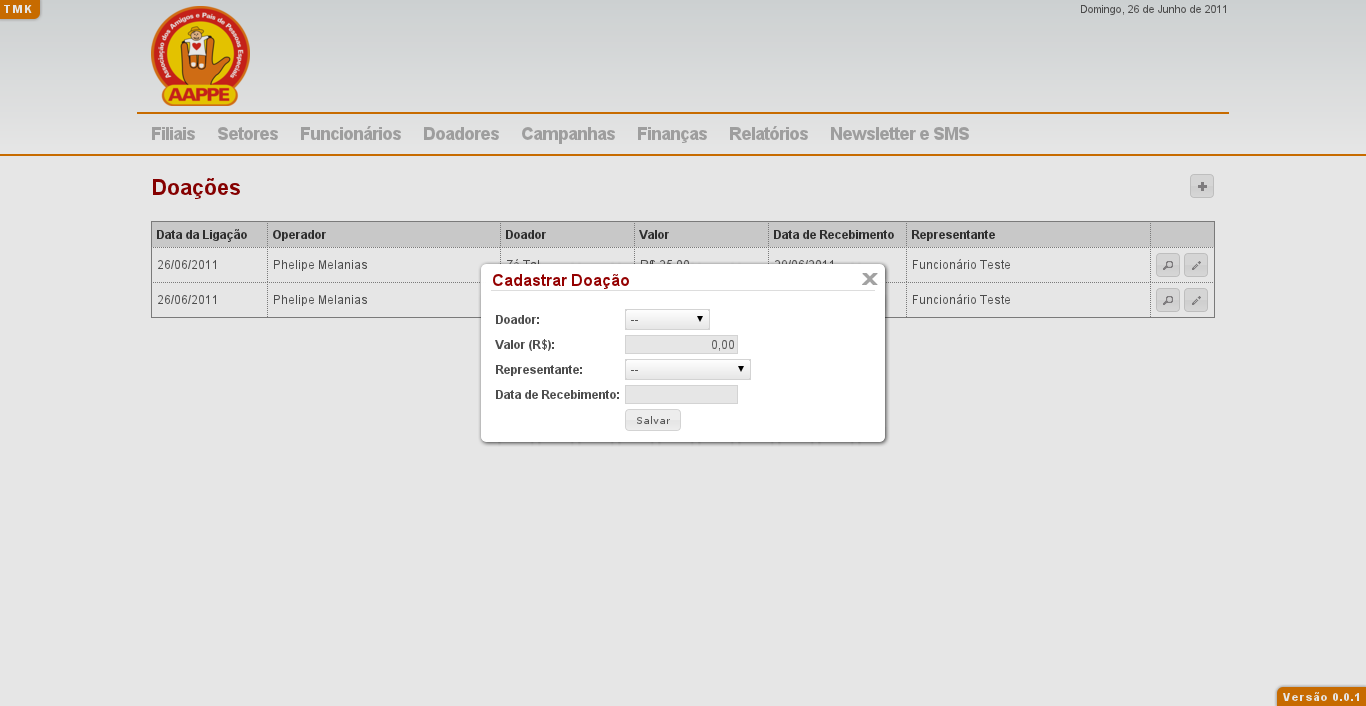 TMK
Domingo, 26 de Junho de 2011
Associação dos Amigos e Pais de Pessoas Especiais
AAPPE
Filiais Setores Funcionários Doadores Campanhas Finanças Relatórios Newsletter e SMS
Doações
Data da Ligação Operador Doador Valor Data de Recebimento Representante
26/06/2011 Phelipe Melanias Funcionário Teste
26/06/2011 Phelipe Melanias Funcionário Teste
Cadastrar Doação
Doador: --
Valor (R$): 0,00
Representante: --
Data de Recebimento:
Salvar
Versão 0.0.1